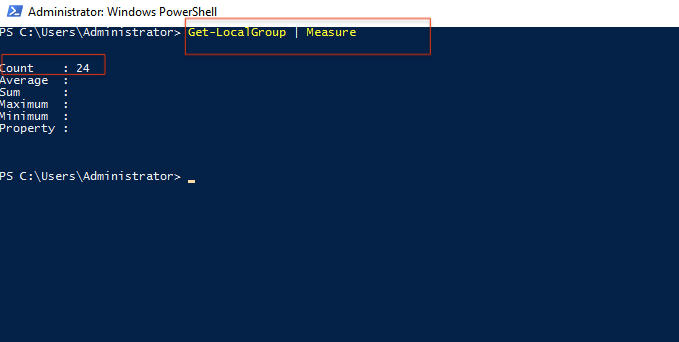 Administrator: Windows PowerShell
PS C:\Users\Administrator> Get-LocalGroup | Measure
Count    : 24
Average  :
Sum      :
Maximum  :
Minimum  :
Property :
PS C:\Users\Administrator>